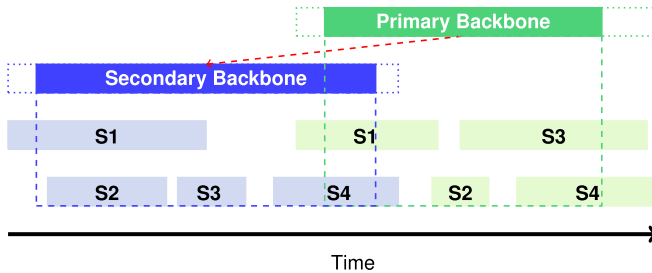 Primary Backbone
Secondary Backbone
S1 S1 S3
S2 S3 S4 S2 S4
Time